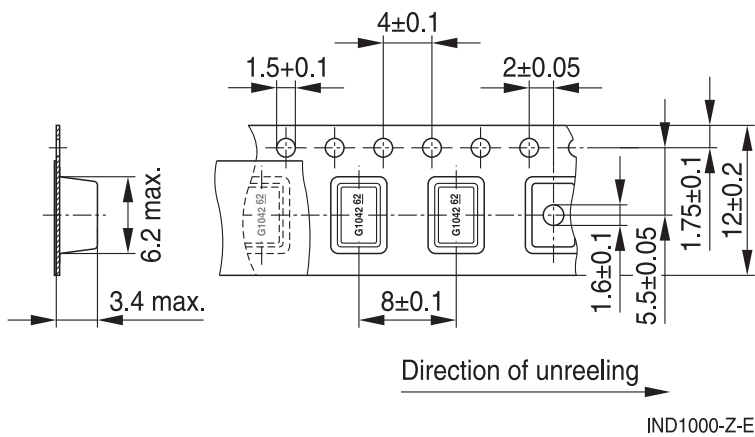 4±0.1
1.5+0.1
2±0.05
6.2 max.
G1042 62
G1042 62
G1042 62
1.6±0.1
5.5±0.05
1.75±0.1
12±0.2
3.4 max.
8±0.1
Direction of unreeling
IND1000-Z-E